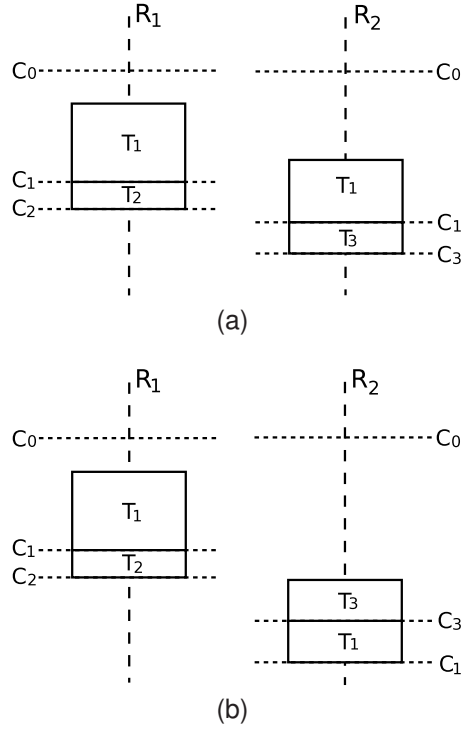 R₁
R₂
C₀
C₀
T₁
T₁
C₁
T₂
C₂
C₁
T₃
C₃
(a)
R₁
R₂
C₀
C₀
T₁
C₁
T₂
C₂
T₃
C₃
T₁
C₁
(b)